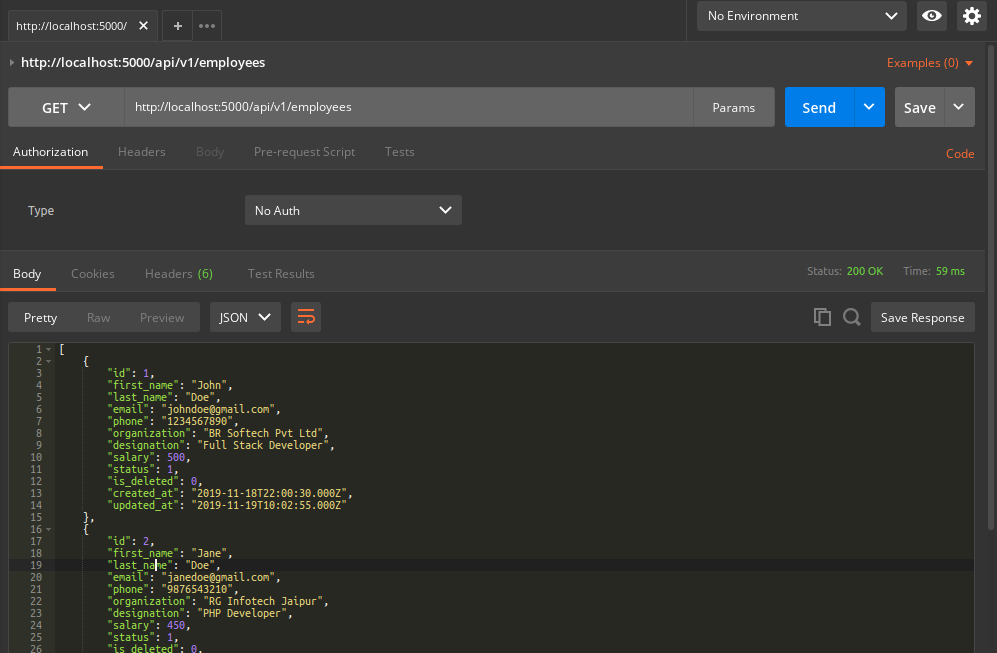 http://localhost:5000/
No Environment
http://localhost:5000/api/v1/employees
Examples (0)
GET http://localhost:5000/api/v1/employees Params Send Save
Authorization Headers Body Pre-request Script Tests Code
Type No Auth
Body Cookies Headers (6) Test Results Status: 200 OK Time: 59 ms
Pretty Raw Preview JSON Save Response
1 [
2 {
3 "id": 1,
4 "first_name": "John",
5 "last_name": "Doe",
6 "email": "johndoe@gmail.com",
7 "phone": "1234567890",
8 "organization": "BR Softech Pvt Ltd",
9 "designation": "Full Stack Developer",
10 "salary": 500,
11 "status": 1,
12 "is_deleted": 0,
13 "created_at": "2019-11-18T22:00:30.000Z",
14 "updated_at": "2019-11-19T10:02:55.000Z"
15 },
16 {
17 "id": 2,
18 "first_name": "Jane",
19 "last_name": "Doe",
20 "email": "janedoe@gmail.com",
21 "phone": "9876543210",
22 "organization": "RG Infotech Jaipur",
23 "designation": "PHP Developer",
24 "salary": 450,
25 "status": 1,
26 "is_deleted": 0,